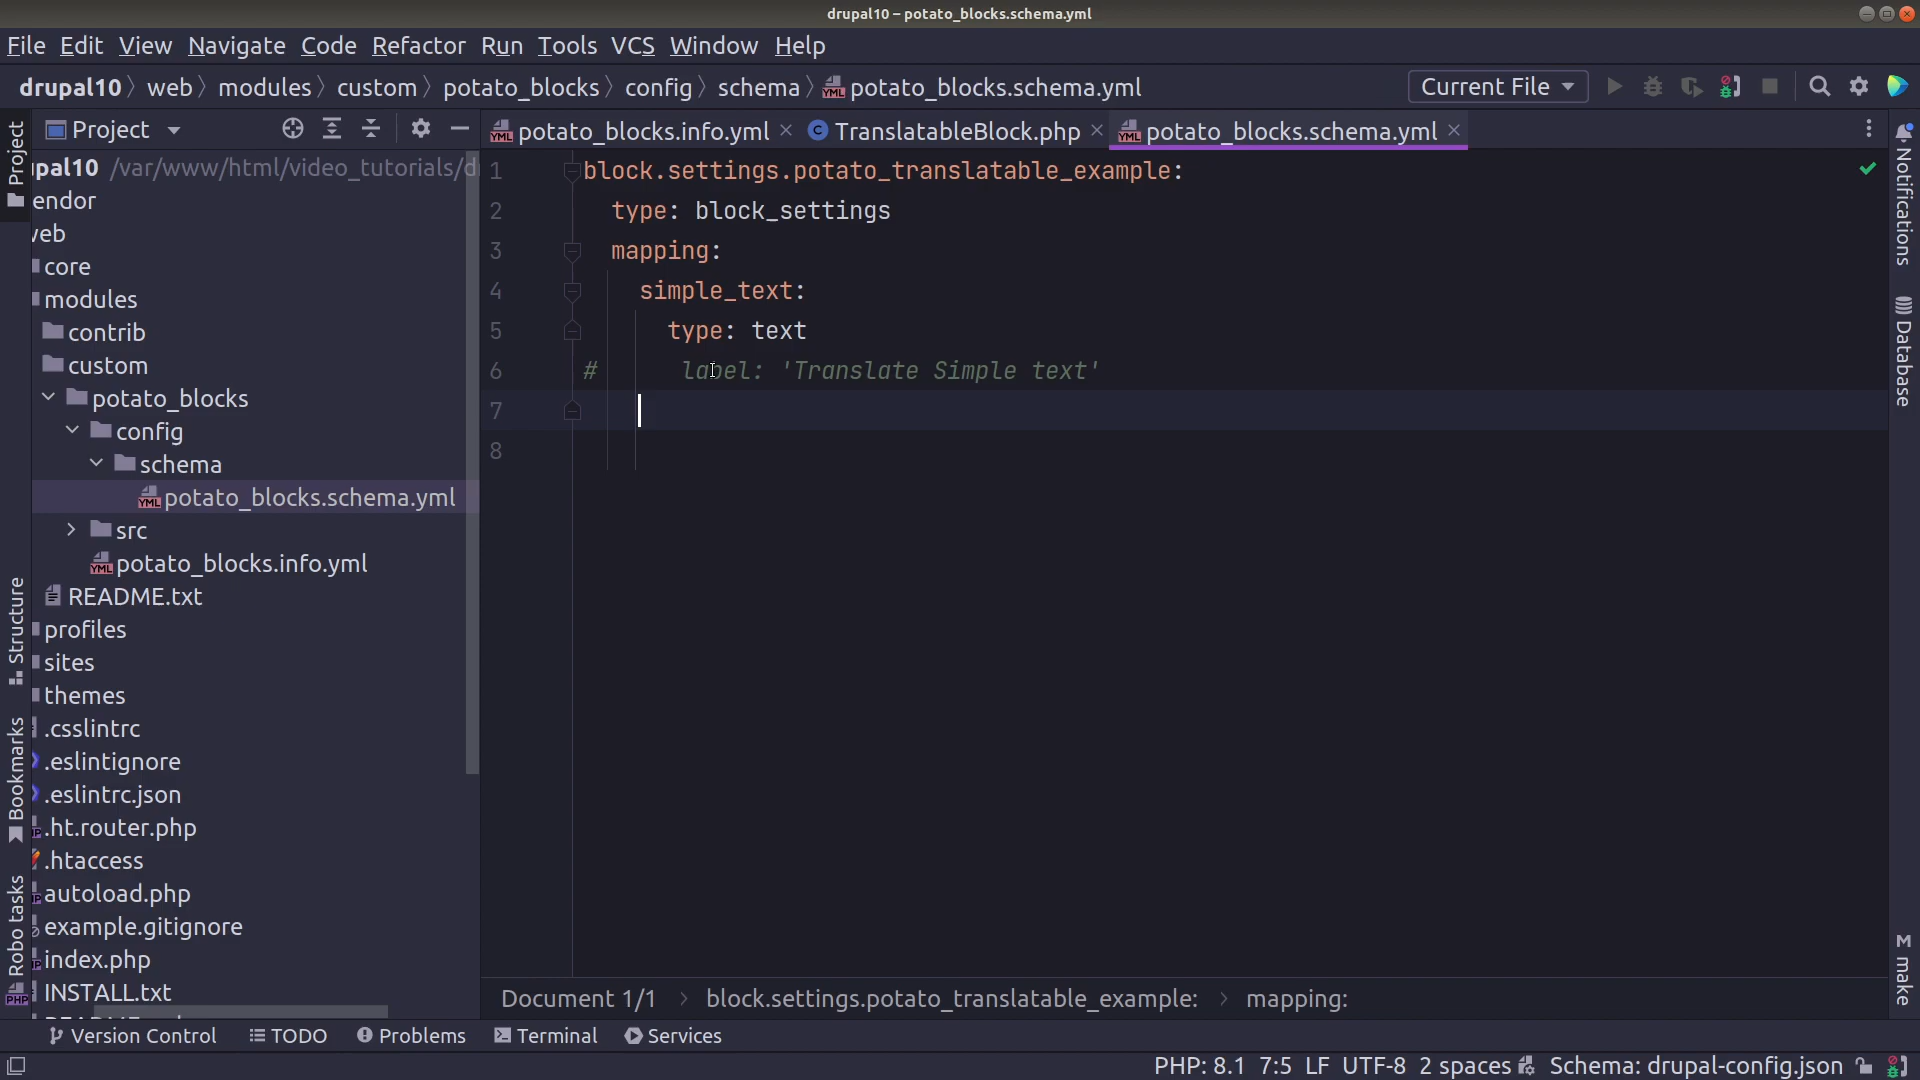 drupal10 – potato_blocks.schema.yml
File Edit View Navigate Code Refactor Run Tools VCS Window Help
drupal10 〉 web 〉 modules 〉 custom 〉 potato_blocks 〉 config 〉 schema 〉 potato_blocks.schema.yml
Current File
Project
potato_blocks.info.yml
TranslatableBlock.php
potato_blocks.schema.yml
Project
Structure
Bookmarks
Robo tasks
upal10 /var/www/html/video_tutorials/d
endor
veb
core
modules
contrib
custom
potato_blocks
config
schema
potato_blocks.schema.yml
src
potato_blocks.info.yml
README.txt
profiles
sites
themes
.csslintrc
.eslintignore
.eslintrc.json
.ht.router.php
.htaccess
autoload.php
example.gitignore
index.php
INSTALL.txt
1 block.settings.potato_translatable_example:
2 type: block_settings
3 mapping:
4 simple_text:
5 type: text
6 # label: 'Translate Simple text'
7
8
Notifications
Database
make
Document 1/1 › block.settings.potato_translatable_example: › mapping:
Version Control TODO Problems Terminal Services
PHP: 8.1 7:5 LF UTF-8 2 spaces Schema: drupal-config.json